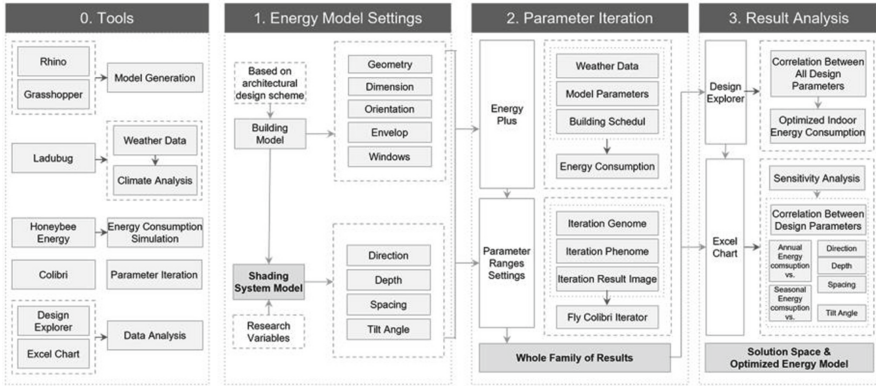 0. Tools
Rhino
Grasshopper
Model Generation
Ladubug
Weather Data
Climate Analysis
Honeybee
Energy
Energy Consumption
Simulation
Colibri
Parameter Iteration
Design
Explorer
Excel Chart
Data Analysis
1. Energy Model Settings
Based on
architectural
design scheme
Building
Model
Geometry
Dimension
Orientation
Envelop
Windows
Shading
System Model
Research
Variables
Direction
Depth
Spacing
Tilt Angle
2. Parameter Iteration
Energy
Plus
Weather Data
Model Parameters
Building Schedul
Energy Consumption
Parameter
Ranges
Settings
Iteration Genome
Iteration Phenome
Iteration Result Image
Fly Colibri Iterator
Whole Family of Results
3. Result Analysis
Design
Explorer
Correlation Between
All Design
Parameters
Optimized Indoor
Energy Consumption
Excel
Chart
Sensitivity Analysis
Correlation Between
Design Parameters
Annual
Energy
comsuption
vs.
Seasonal Energy
comsuption
vs.
Direction
Depth
Spacing
Tilt Angle
Solution Space &
Optimized Energy Model